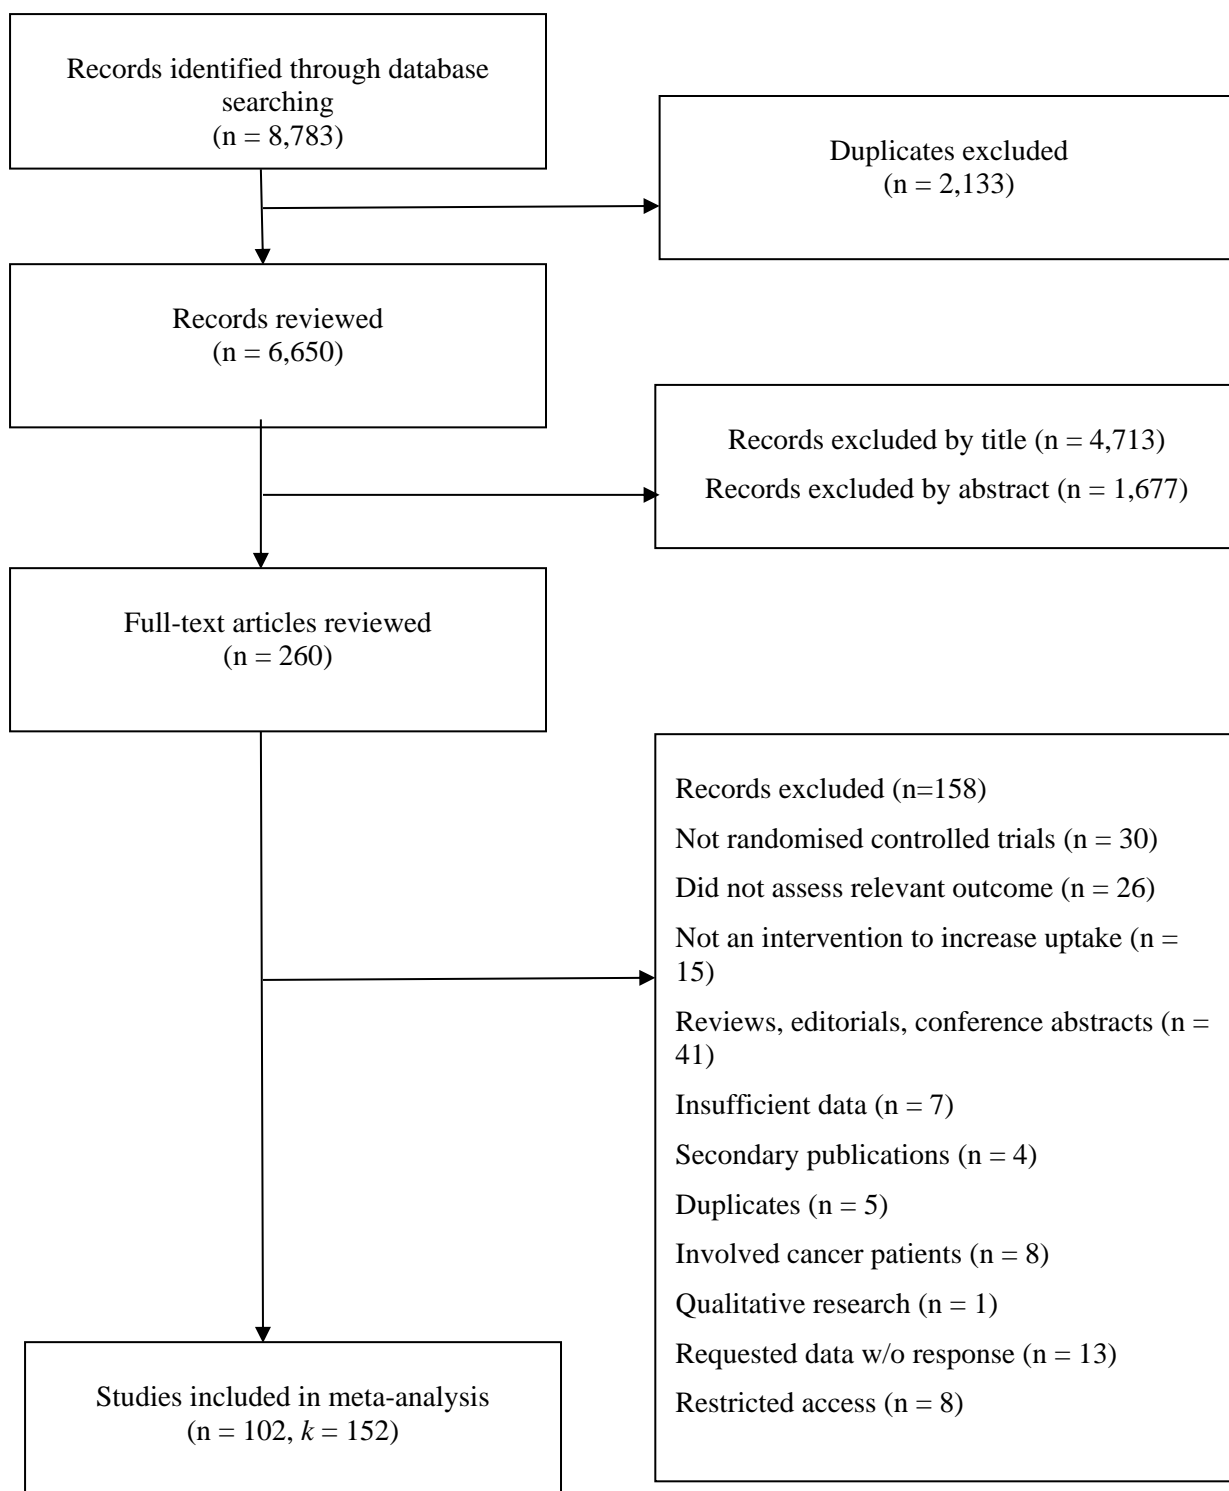 Records identified through database
searching
(n = 8,783)
Duplicates excluded
(n = 2,133)
Records reviewed
(n = 6,650)
Records excluded by title (n = 4,713)
Records excluded by abstract (n = 1,677)
Full-text articles reviewed
(n = 260)
Records excluded (n=158)
Not randomised controlled trials (n = 30)
Did not assess relevant outcome (n = 26)
Not an intervention to increase uptake (n =
15)
Reviews, editorials, conference abstracts (n =
41)
Insufficient data (n = 7)
Secondary publications (n = 4)
Duplicates (n = 5)
Involved cancer patients (n = 8)
Qualitative research (n = 1)
Requested data w/o response (n = 13)
Restricted access (n = 8)
Studies included in meta-analysis
(n = 102, k = 152)